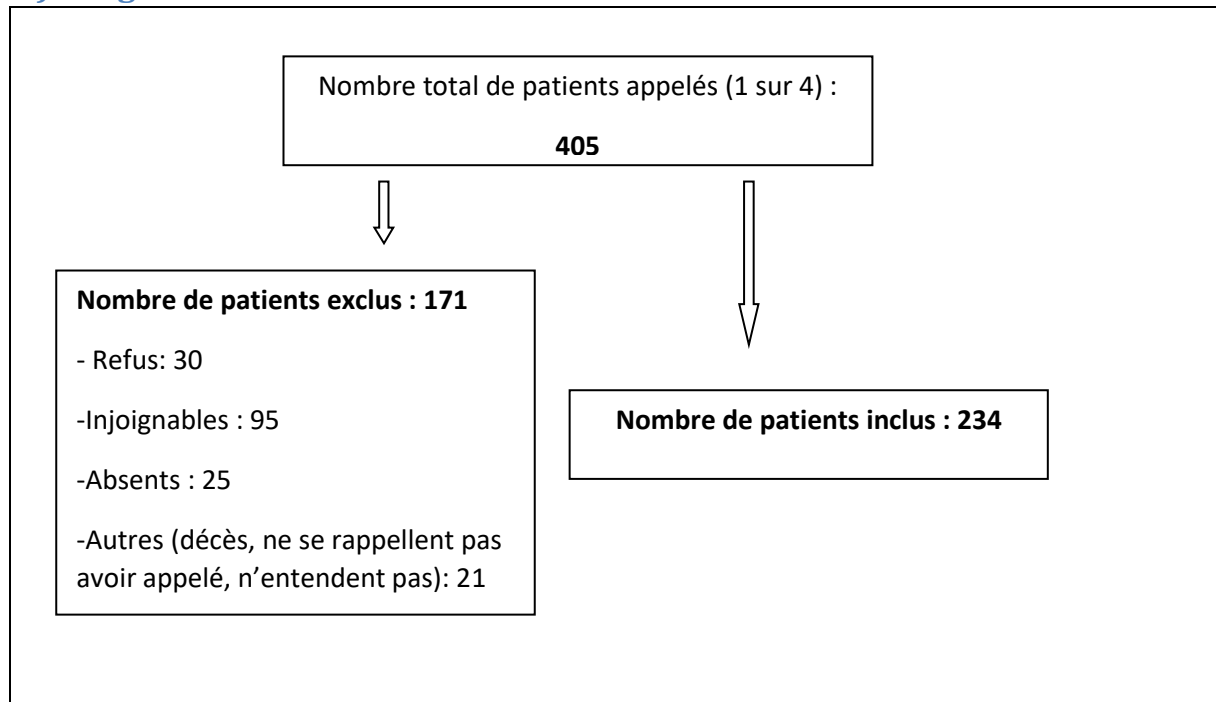 Nombre total de patients appelés (1 sur 4) :
405
Nombre de patients exclus : 171
- Refus: 30
-Injoignables : 95
-Absents : 25
-Autres (décès, ne se rappellent pas
avoir appelé, n’entendent pas): 21
Nombre de patients inclus : 234